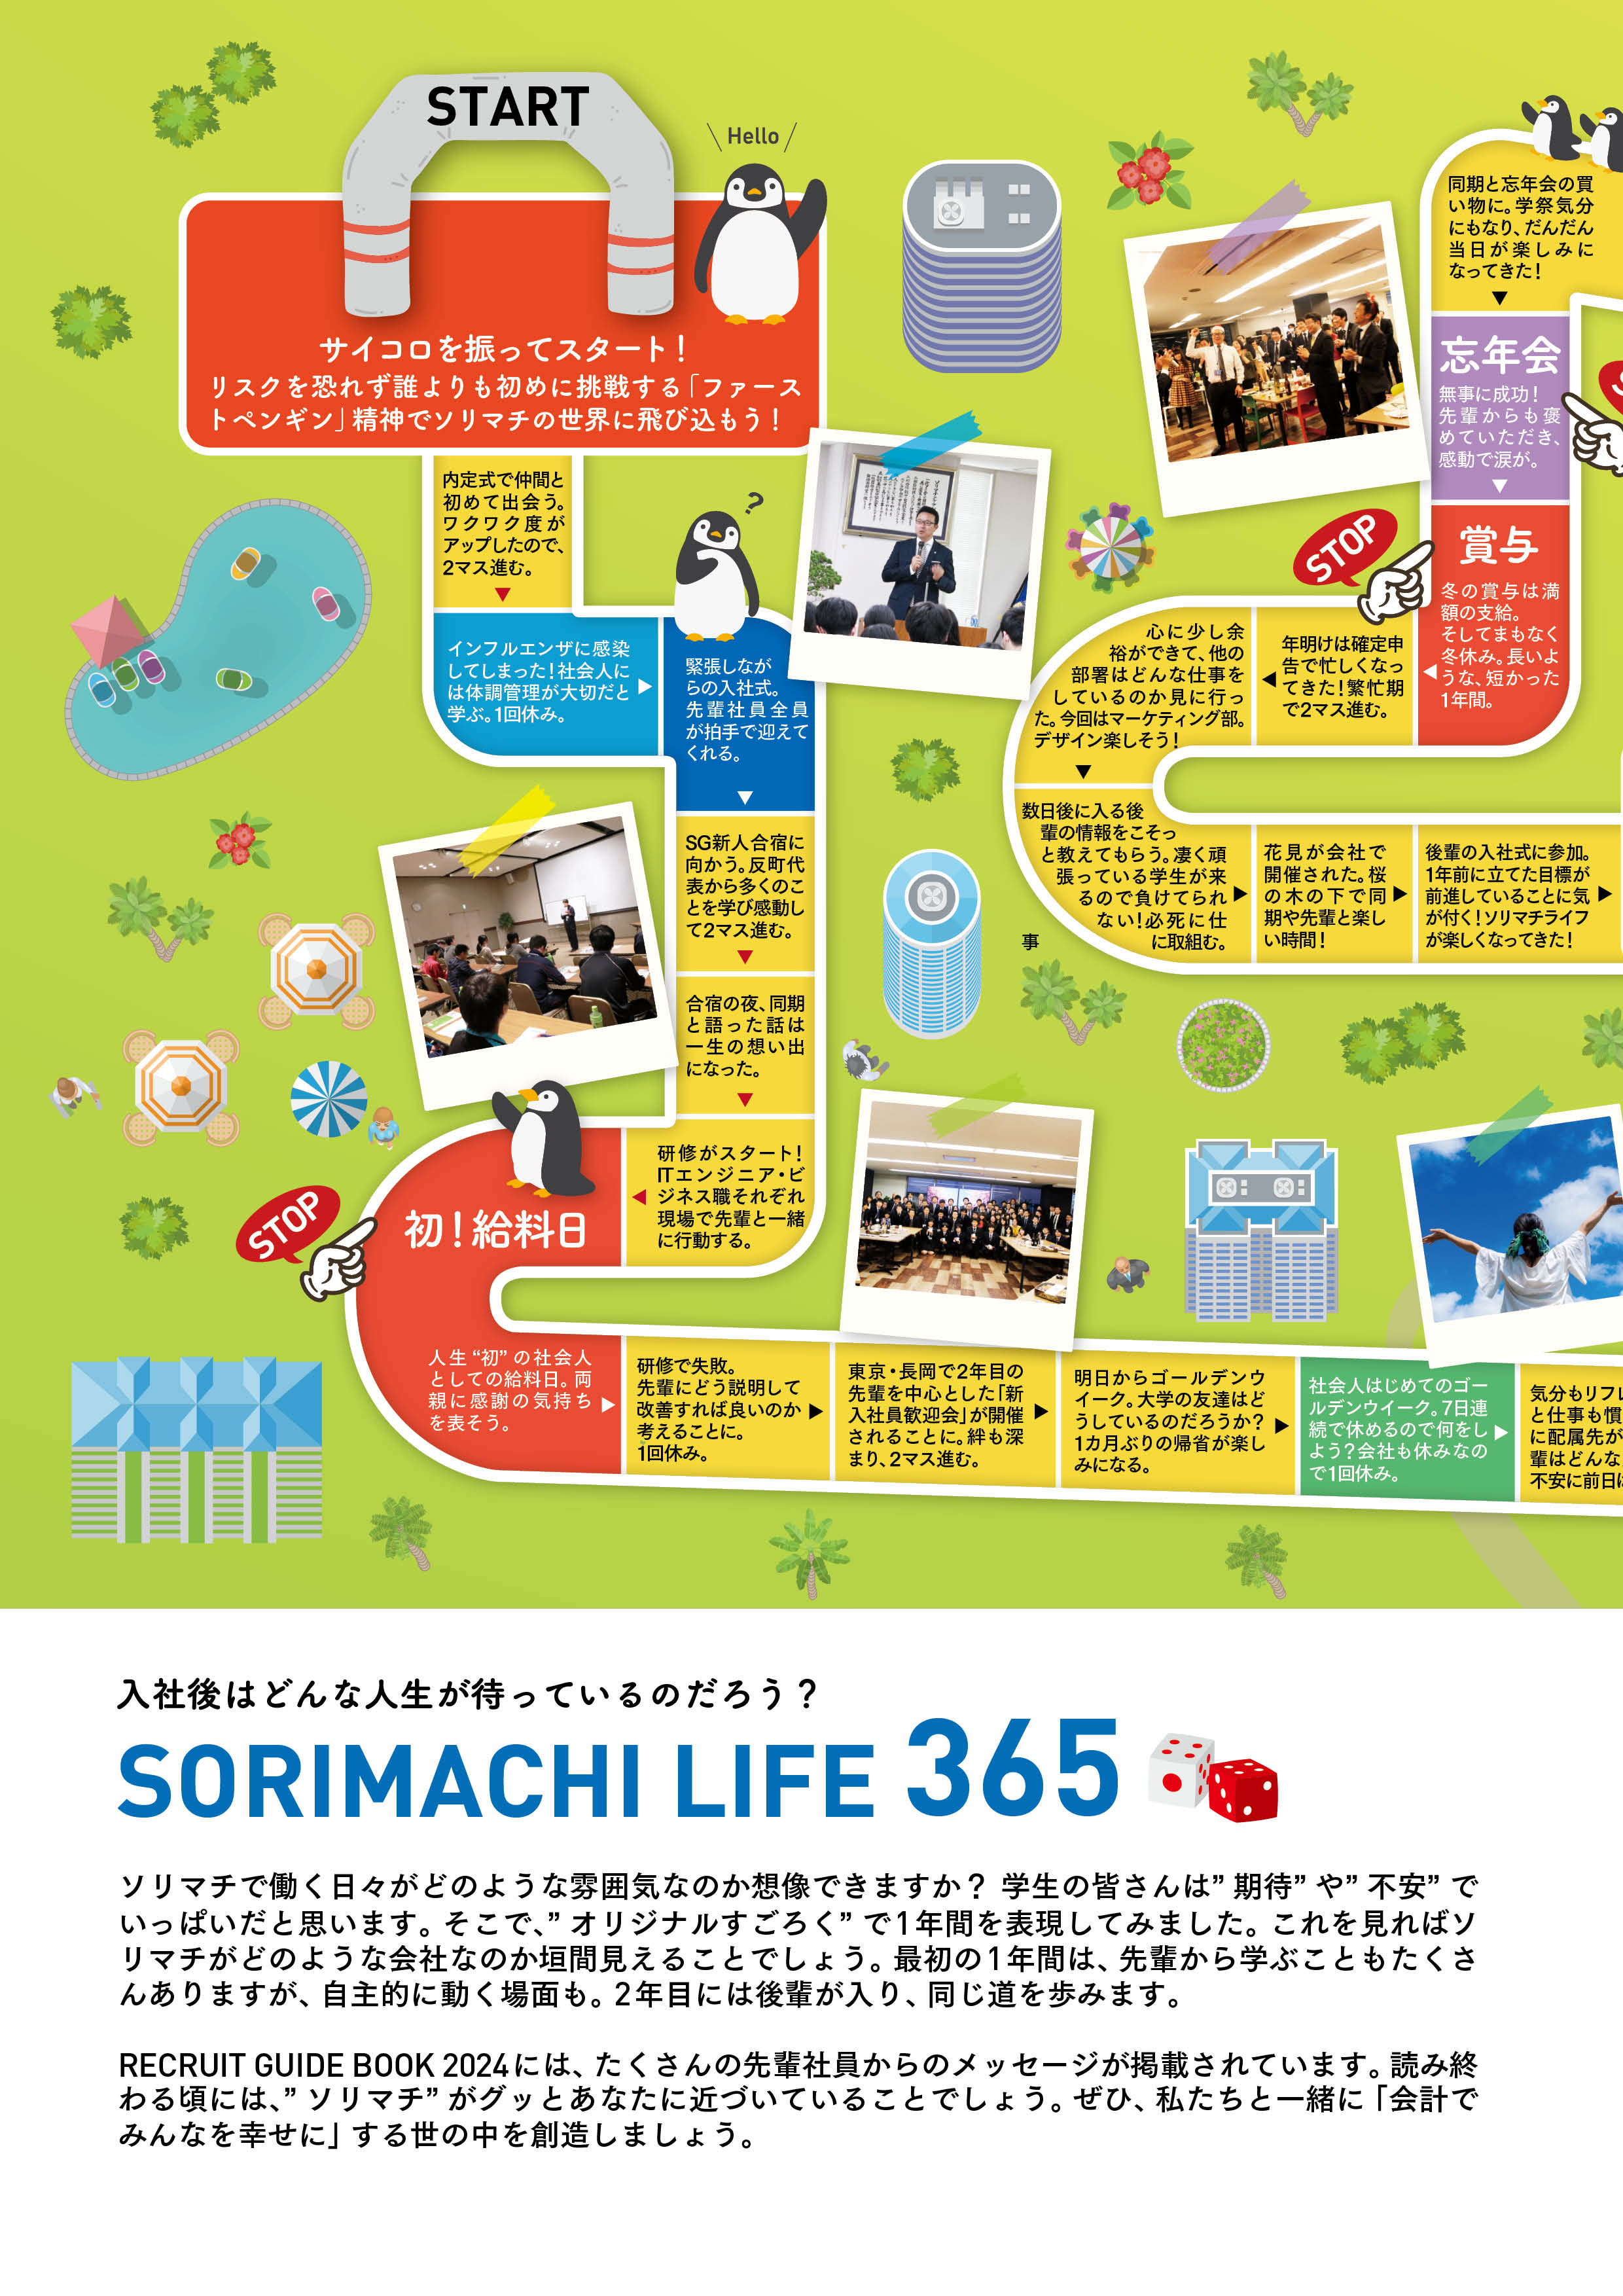 START
Hello
サイコロを振ってスタート！
リスクを恐れず誰よりも初めに挑戦する「ファース
トペンギン」精神でソリマチの世界に飛び込もう！
内定式で仲間と
初めて出会う。
ワクワク度が
アップしたので、
2マス進む。
インフルエンザに感染
してしまった！社会人に
は体調管理が大切だと
学ぶ。1回休み。
?
緊張しなが
らの入社式。
先輩社員全員
が拍手で迎えて
くれる。
SG新人合宿に
向かう。反町代
表から多くのこ
とを学び感動し
て2マス進む。
合宿の夜、同期
と語った話は
一生の想い出
になった。
研修がスタート！
ITエンジニア・ビ
ジネス職それぞれ
現場で先輩と一緒
に行動する。
STOP
初！給料日
人生“初”の社会人
としての給料日。両
親に感謝の気持ち
を表そう。
研修で失敗。
先輩にどう説明して
改善すれば良いのか
考えることに。
1回休み。
東京・長岡で2年目の
先輩を中心とした「新
入社員歓迎会」が開催
されることに。絆も深
まり、2マス進む。
明日からゴールデンウ
イーク。大学の友達はど
うしているのだろうか？
1カ月ぶりの帰省が楽し
みになる。
社会人はじめてのゴー
ルデンウイーク。7日連
続で休めるので何をし
よう？会社も休みなの
で1回休み。
気分もリフレ
と仕事も慣
に配属先が
輩はどんな
不安に前日は
同期と忘年会の買
い物に。学祭気分
にもなり、だんだん
当日が楽しみに
なってきた！
忘年会
無事に成功！
先輩からも褒
めていただき、
感動で涙が。
STOP
賞与
冬の賞与は満
額の支給。
そしてまもなく
冬休み。長いよ
うな、短かった
1年間。
年明けは確定申
告で忙しくなっ
てきた！繁忙期
で2マス進む。
心に少し余
裕ができて、他の
部署はどんな仕事を
しているのか見に行っ
た。今回はマーケティング部。
デザイン楽しそう！
数日後に入る後
輩の情報をこそっ
と教えてもらう。凄く頑
張っている学生が来
るので負けてられ
ない！必死に仕
事に取組む。
花見が会社で
開催された。桜
の木の下で同
期や先輩と楽し
い時間！
後輩の入社式に参加。
1年前に立てた目標が
前進していることに気
が付く！ソリマチライフ
が楽しくなってきた！
入社後はどんな人生が待っているのだろう？
SORIMACHI LIFE 365
ソリマチで働く日々がどのような雰囲気なのか想像できますか？ 学生の皆さんは”期待”や”不安”で
いっぱいだと思います。そこで、”オリジナルすごろく”で1年間を表現してみました。これを見ればソ
リマチがどのような会社なのか垣間見えることでしょう。最初の1年間は、先輩から学ぶこともたくさ
んありますが、自主的に動く場面も。2年目には後輩が入り、同じ道を歩みます。
RECRUIT GUIDE BOOK 2024には、たくさんの先輩社員からのメッセージが掲載されています。読み終
わる頃には、”ソリマチ”がグッとあなたに近づいていることでしょう。ぜひ、私たちと一緒に「会計で
みんなを幸せに」する世の中を創造しましょう。